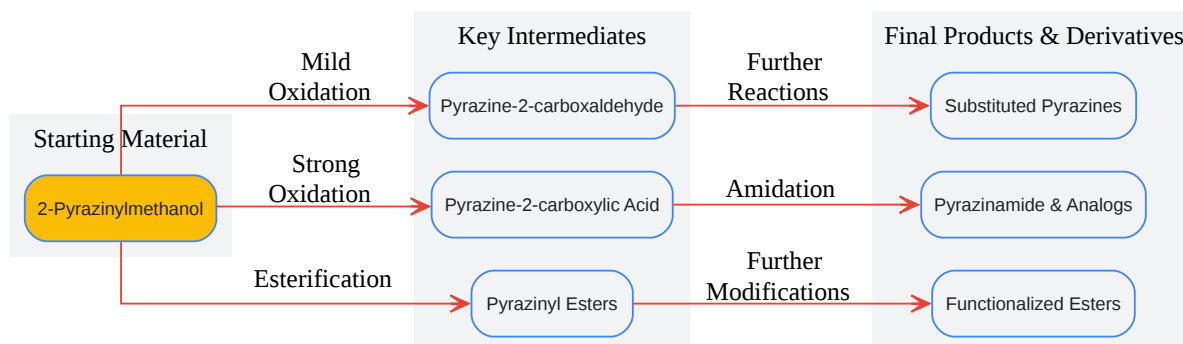 Key Intermediates
Final Products & Derivatives
Mild
Oxidation
Pyrazine-2-carboxaldehyde
Further
Reactions
Substituted Pyrazines
Starting Material
2-Pyrazinylmethanol
Strong
Oxidation
Pyrazine-2-carboxylic Acid
Amidation
Pyrazinamide & Analogs
Esterification
Pyrazinyl Esters
Further
Modifications
Functionalized Esters